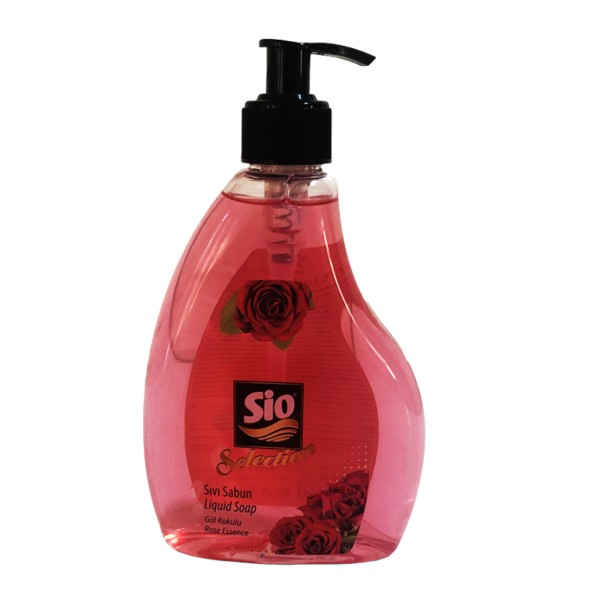 Sio
Selection
Sıvı Sabun
Liquid Soap
Gül Kokulu
Rose Essence